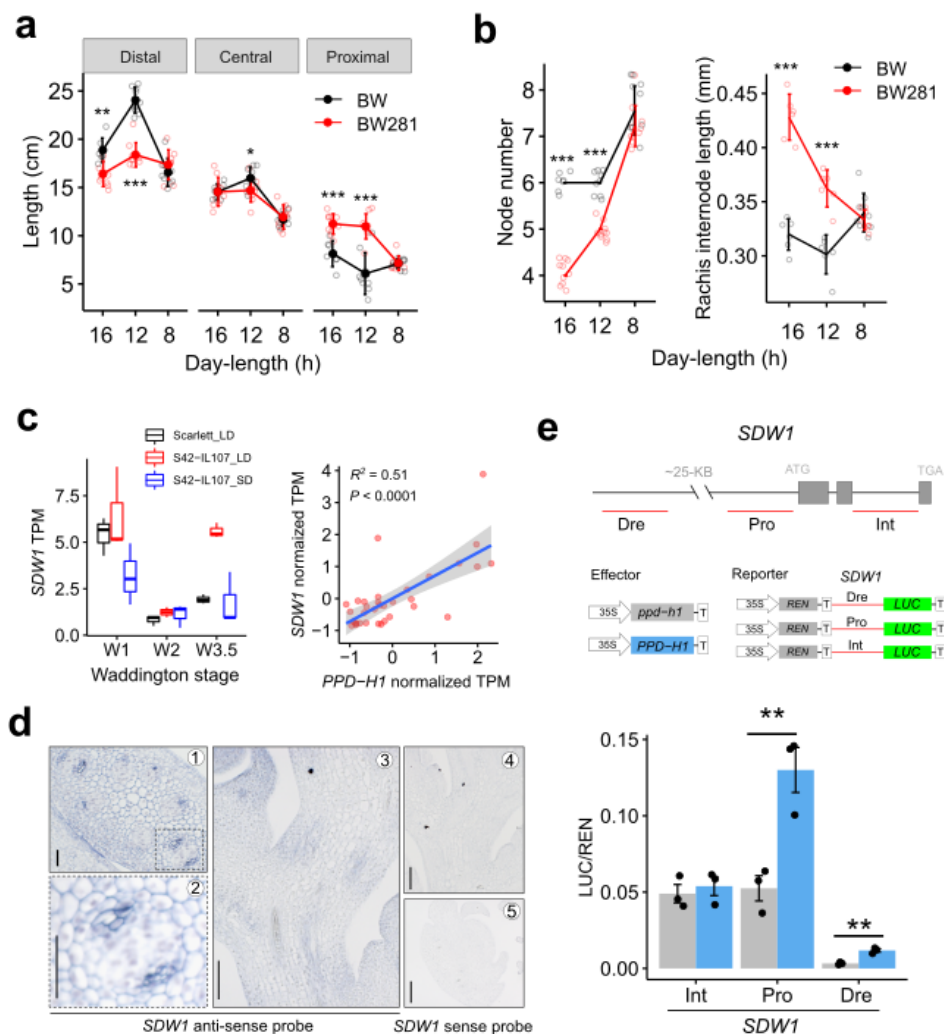 a
Distal Central Proximal
Length (cm)
25
20
15
10
5
** *** * *** ***
BW
BW281
16 12 8 16 12 8 16 12 8
Day-length (h)
b
Node number
8
7
6
5
4
*** ***
Rachis internode length (mm)
0.45
0.40
0.35
0.30
*** ***
BW
BW281
16 12 8 16 12 8
Day-length (h)
c
Scarlett_LD
S42-IL107_LD
S42-IL107_SD
SDW1 TPM
7.5
5.0
2.5
0.0
W1 W2 W3.5
Waddington stage
SDW1 normalized TPM
4
3
2
1
0
−1
R² = 0.51
P < 0.0001
−1 0 1 2
PPD−H1 normalized TPM
d
1
2
3
4
5
SDW1 anti-sense probe
SDW1 sense probe
e
SDW1
~25-KB ATG TGA
Dre Pro Int
Effector Reporter SDW1
35S ppd−h1 T
35S PPD−H1 T
35S REN T Dre LUC T
35S REN T Pro LUC T
35S REN T Int LUC T
LUC/REN
0.15
0.10
0.05
0.00
** **
Int Pro Dre
SDW1